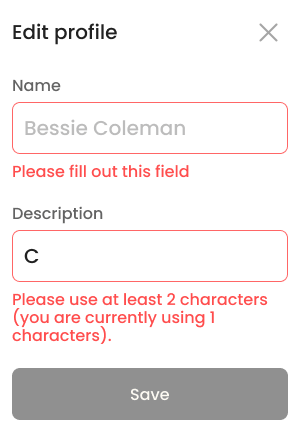 Edit profile
Name
Bessie Coleman
Please fill out this field
Description
C
Please use at least 2 characters
(you are currently using 1
characters).
Save